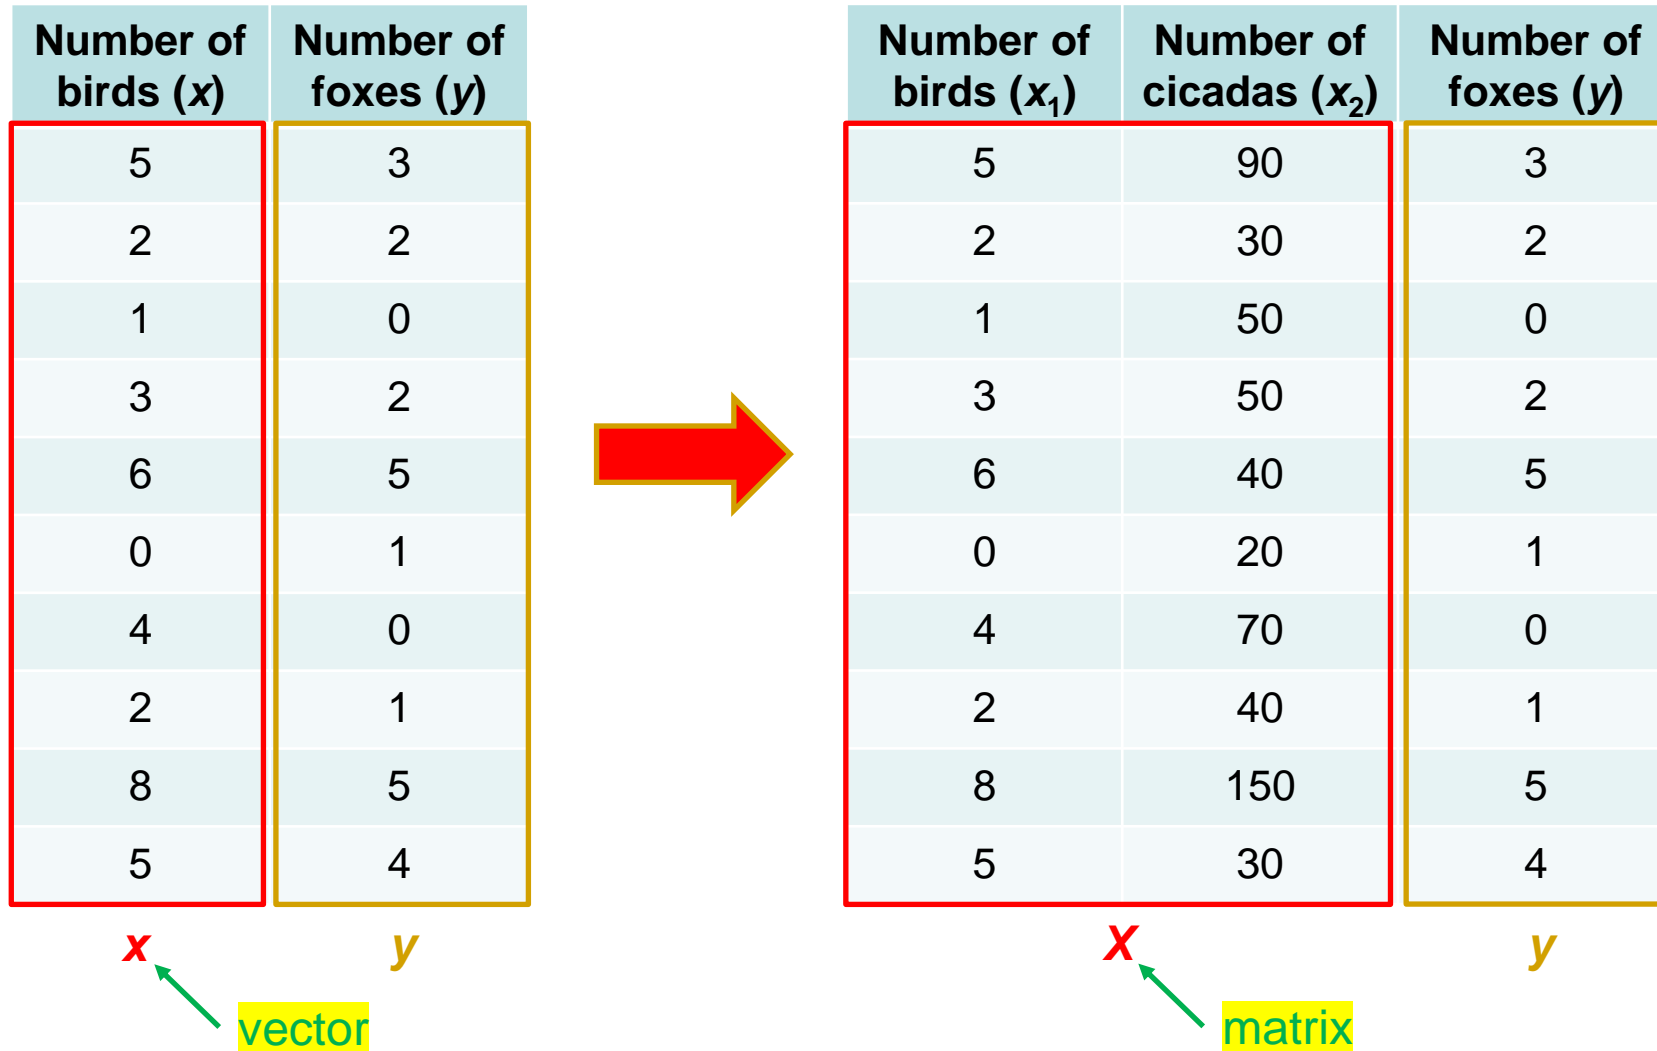 Number of birds (x) Number of foxes (y)
5 3
2 2
1 0
3 2
6 5
0 1
4 0
2 1
8 5
5 4
x y
vector
Number of birds (x₁) Number of cicadas (x₂) Number of foxes (y)
5 90 3
2 30 2
1 50 0
3 50 2
6 40 5
0 20 1
4 70 0
2 40 1
8 150 5
5 30 4
X y
matrix